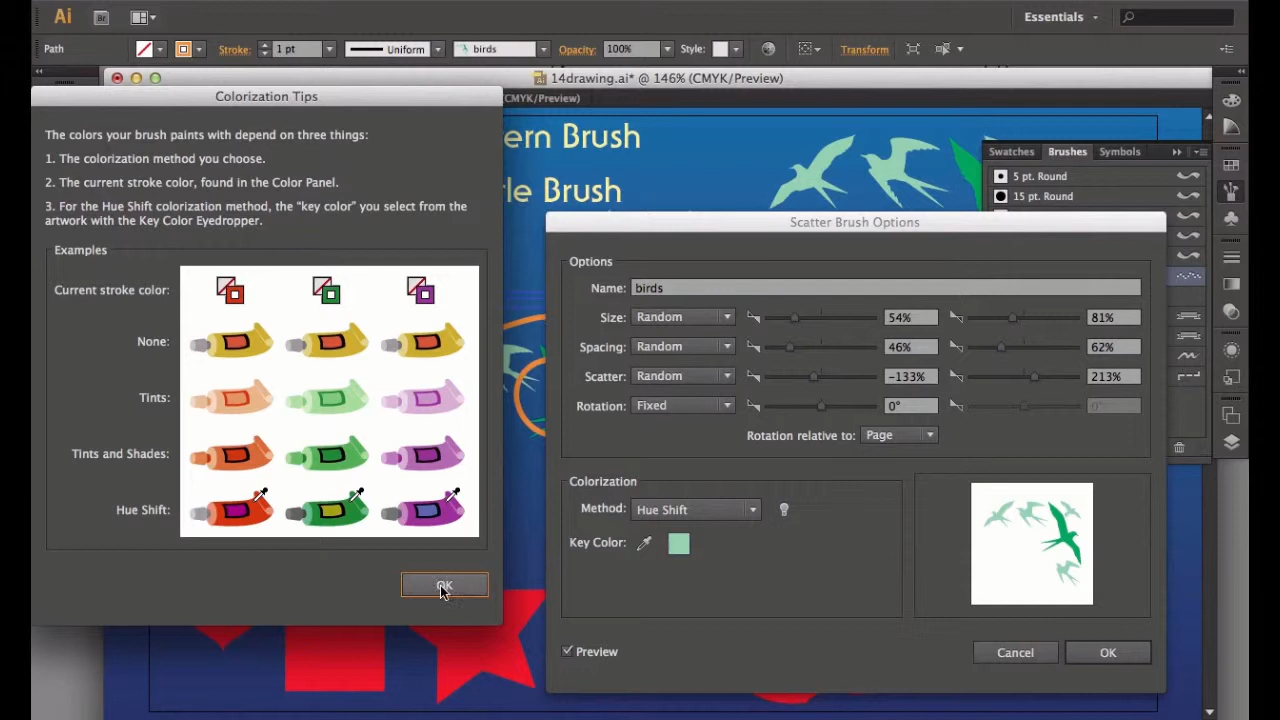 Ai
Br
Essentials
Path
Stroke:
1 pt
Uniform
birds
Opacity:
100%
Style:
Transform
14drawing.ai* @ 146% (CMYK/Preview)
(CMYK/Preview)
Colorization Tips
The colors your brush paints with depend on three things:
1. The colorization method you choose.
2. The current stroke color, found in the Color Panel.
3. For the Hue Shift colorization method, the “key color” you select from the
artwork with the Key Color Eyedropper.
Examples
Current stroke color:
None:
Tints:
Tints and Shades:
Hue Shift:
OK
ern Brush
le Brush
Swatches
Brushes
Symbols
5 pt. Round
15 pt. Round
Scatter Brush Options
Options
Name:
birds
Size:
Random
54%
81%
Spacing:
Random
46%
62%
Scatter:
Random
-133%
213%
Rotation:
Fixed
0°
0°
Rotation relative to:
Page
Colorization
Method:
Hue Shift
Key Color:
Preview
Cancel
OK